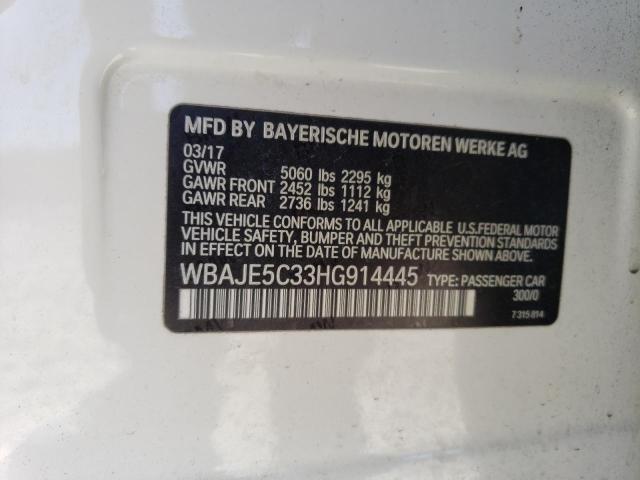 MFD BY BAYERISCHE MOTOREN WERKE AG
03/17
GVWR 5060 lbs 2295 kg
GAWR FRONT 2452 lbs 1112 kg
GAWR REAR 2736 lbs 1241 kg
THIS VEHICLE CONFORMS TO ALL APPLICABLE U.S.FEDERAL MOTOR
VEHICLE SAFETY, BUMPER AND THEFT PREVENTION STANDARDS
IN EFFECT ON THE DATE OF MANUFACTURE SHOWN ABOVE.
WBAJE5C33HG914445 TYPE: PASSENGER CAR
300/0
7 315 814